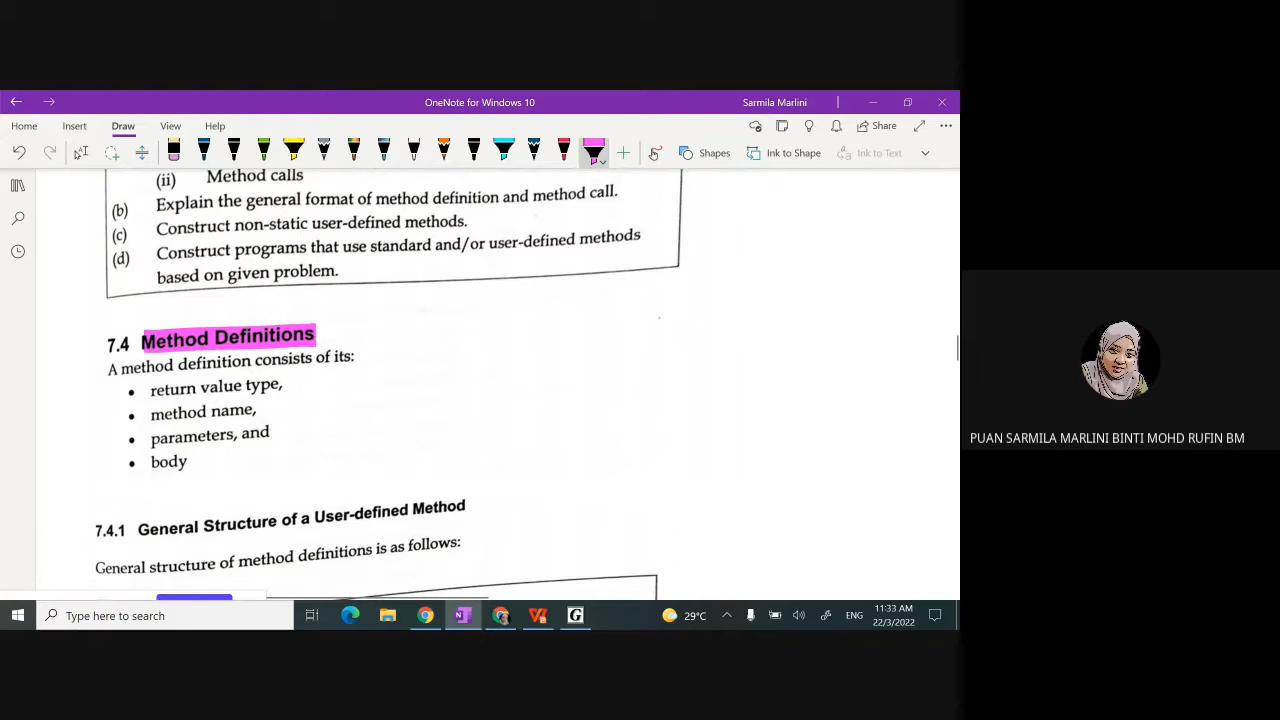 OneNote for Windows 10
Sarmila Marlini
Home Insert Draw View Help
Share
Shapes Ink to Shape Ink to Text
(ii) Method calls
(b) Explain the general format of method definition and method call.
(c) Construct non-static user-defined methods.
(d) Construct programs that use standard and/or user-defined methods
based on given problem.
7.4 Method Definitions
A method definition consists of its:
• return value type,
• method name,
• parameters, and
• body
7.4.1 General Structure of a User-defined Method
General structure of method definitions is as follows:
PUAN SARMILA MARLINI BINTI MOHD RUFIN BM
Type here to search
29°C
ENG
11:33 AM
22/3/2022